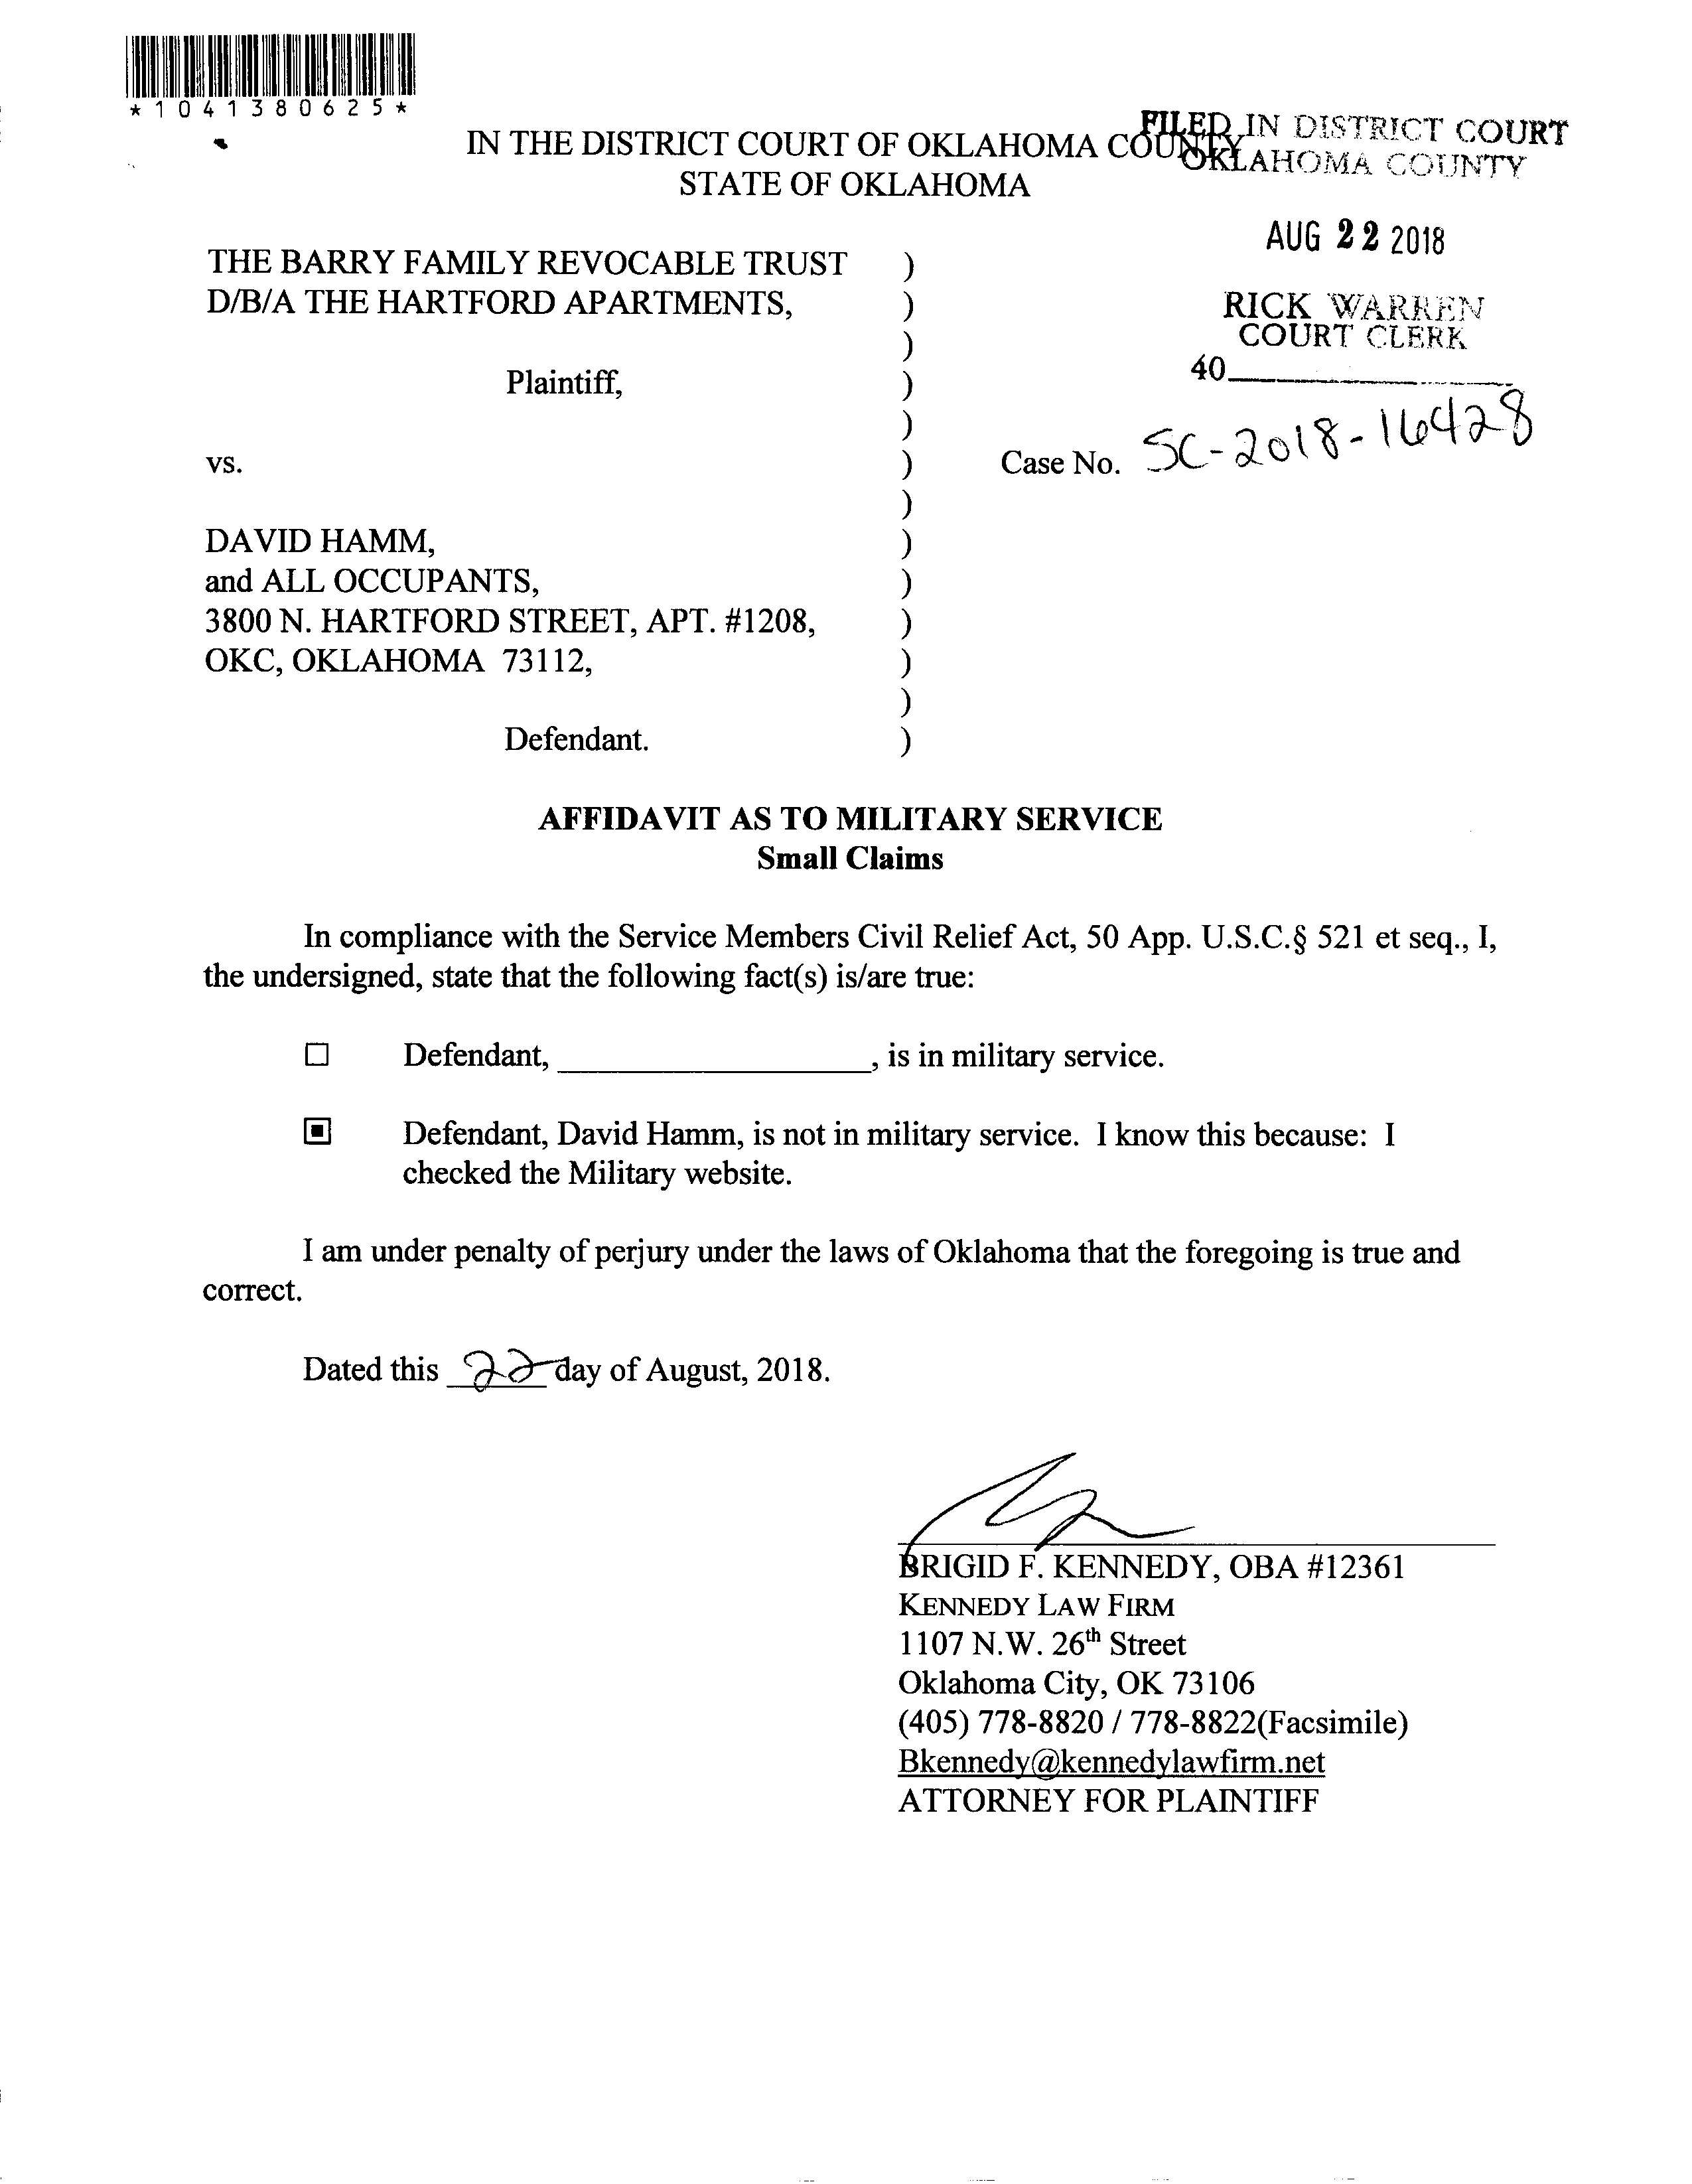 *1041380625*
FILED IN DISTRICT COURT
OKLAHOMA COUNTY
IN THE DISTRICT COURT OF OKLAHOMA COUNTY
STATE OF OKLAHOMA
AUG 22 2018
RICK WARREN
COURT CLERK
40
THE BARRY FAMILY REVOCABLE TRUST )
D/B/A THE HARTFORD APARTMENTS, )
)
Plaintiff, )
)
vs. ) Case No. SC-2018-16428
)
DAVID HAMM, )
and ALL OCCUPANTS, )
3800 N. HARTFORD STREET, APT. #1208, )
OKC, OKLAHOMA 73112, )
)
Defendant. )
AFFIDAVIT AS TO MILITARY SERVICE
Small Claims
In compliance with the Service Members Civil Relief Act, 50 App. U.S.C.§ 521 et seq., I,
the undersigned, state that the following fact(s) is/are true:
☐ Defendant, ____________________, is in military service.
▣ Defendant, David Hamm, is not in military service. I know this because: I
checked the Military website.
I am under penalty of perjury under the laws of Oklahoma that the foregoing is true and
correct.
Dated this 22 day of August, 2018.
BRIGID F. KENNEDY, OBA #12361
KENNEDY LAW FIRM
1107 N.W. 26th Street
Oklahoma City, OK 73106
(405) 778-8820 / 778-8822(Facsimile)
Bkennedy@kennedylawfirm.net
ATTORNEY FOR PLAINTIFF